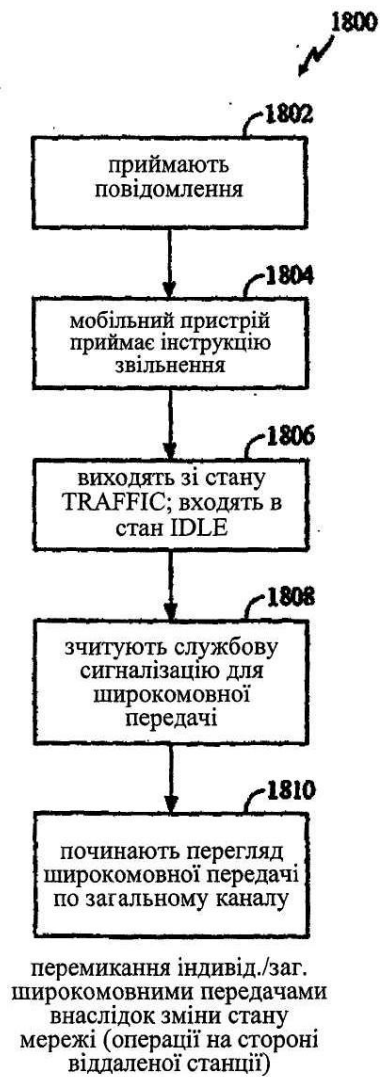 1800
1802
приймають
повідомлення
1804
мобільний пристрій
приймає інструкцію
звільнення
1806
виходять зі стану
TRAFFIC; входять в
стан IDLE
1808
зчитують службову
сигналізацію для
широкомовної
передачі
1810
починають перегляд
широкомовної передачі
по загальному каналу
перемикання індивід./заг.
широкомовними передачами
внаслідок зміни стану
мережі (операції на стороні
віддаленої станції)